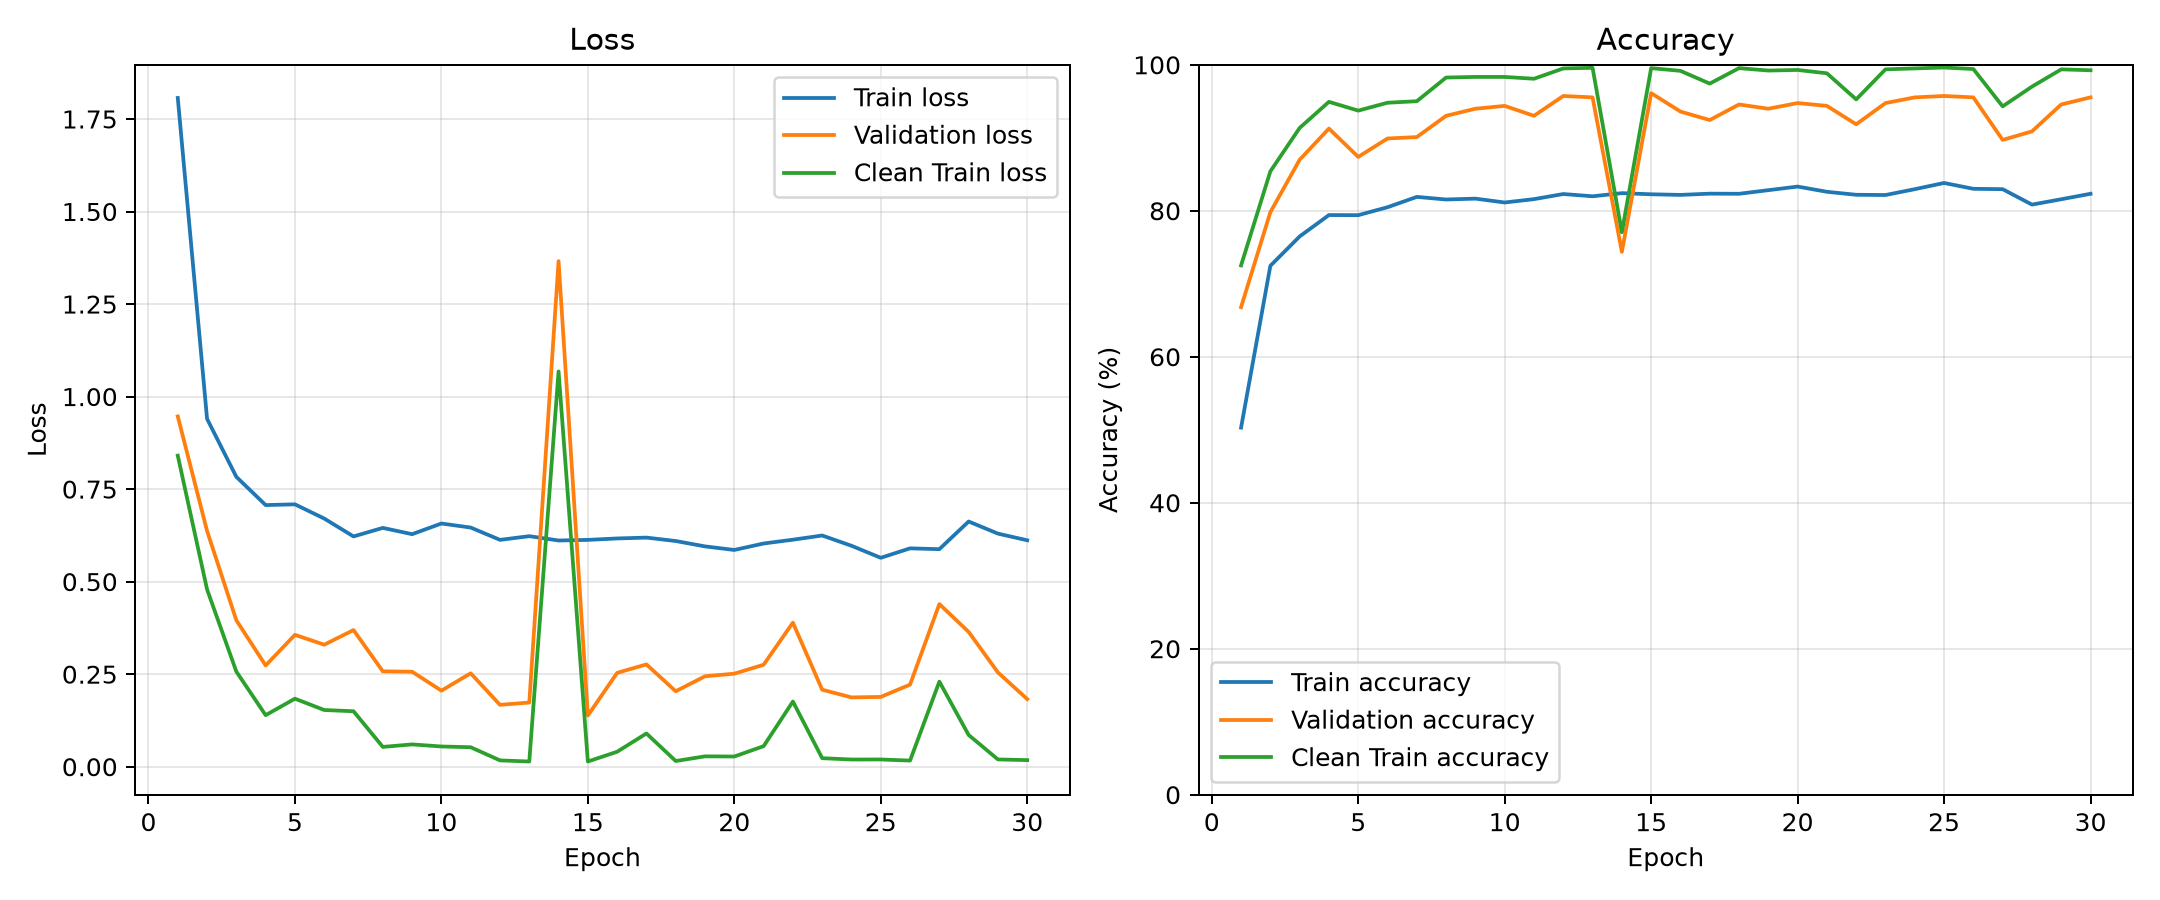 Loss
Train loss
Validation loss
Clean Train loss
1.75
1.50
1.25
1.00
0.75
0.50
0.25
0.00
Loss
0 5 10 15 20 25 30
Epoch
Accuracy
100
80
60
40
20
0
Accuracy (%)
Train accuracy
Validation accuracy
Clean Train accuracy
0 5 10 15 20 25 30
Epoch